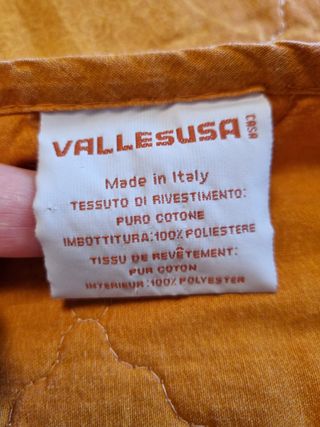 VALLESUSA CASA
Made in Italy
TESSUTO DI RIVESTIMENTO:
PURO COTONE
IMBOTTITURA:100% POLIESTERE
TISSU DE REVÊTEMENT:
PUR COTON
INTERIEUR:100% POLYESTER